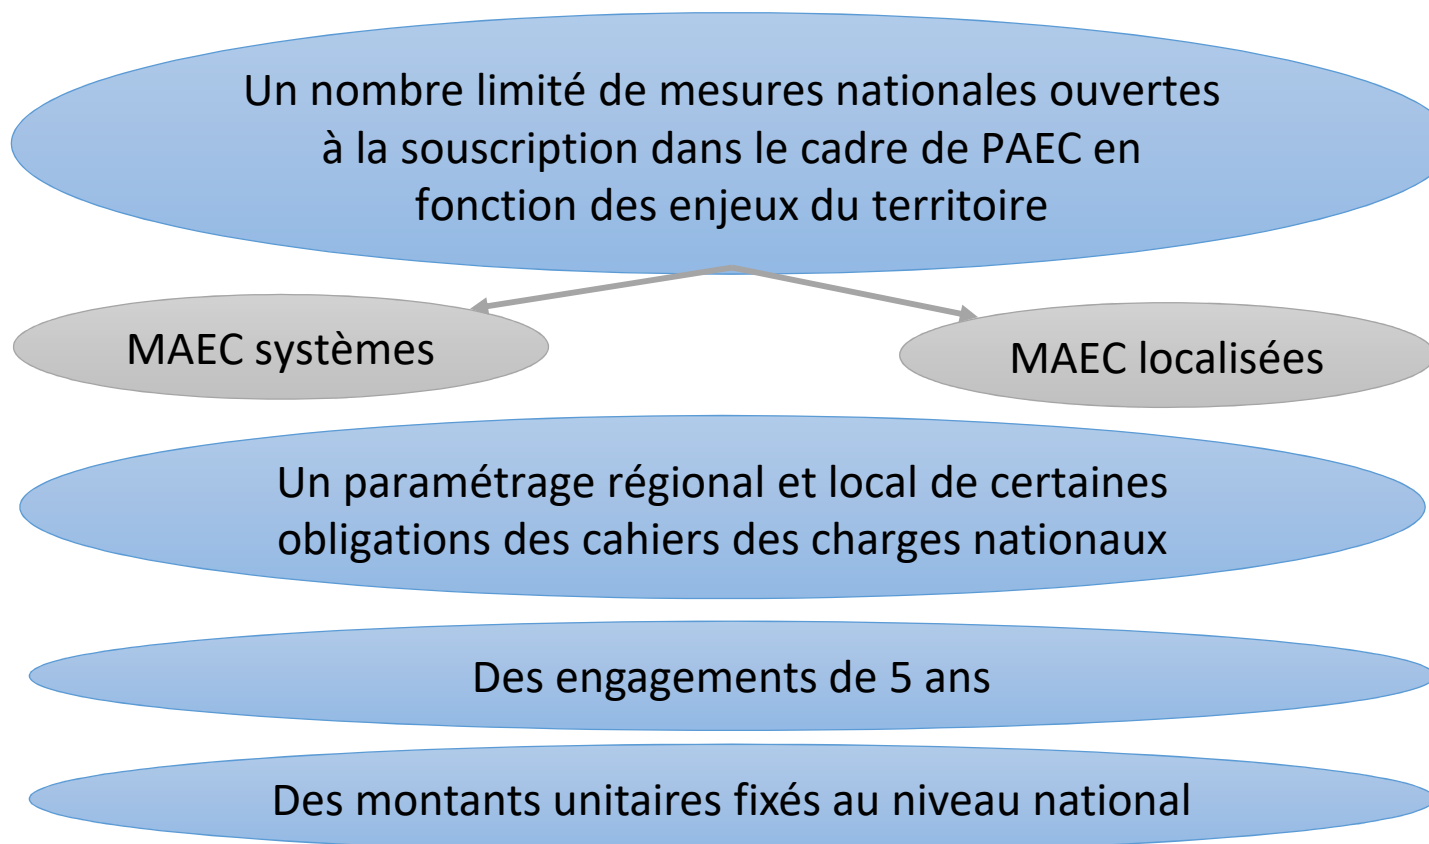 Un nombre limité de mesures nationales ouvertes
à la souscription dans le cadre de PAEC en
fonction des enjeux du territoire
MAEC systèmes
MAEC localisées
Un paramétrage régional et local de certaines
obligations des cahiers des charges nationaux
Des engagements de 5 ans
Des montants unitaires fixés au niveau national